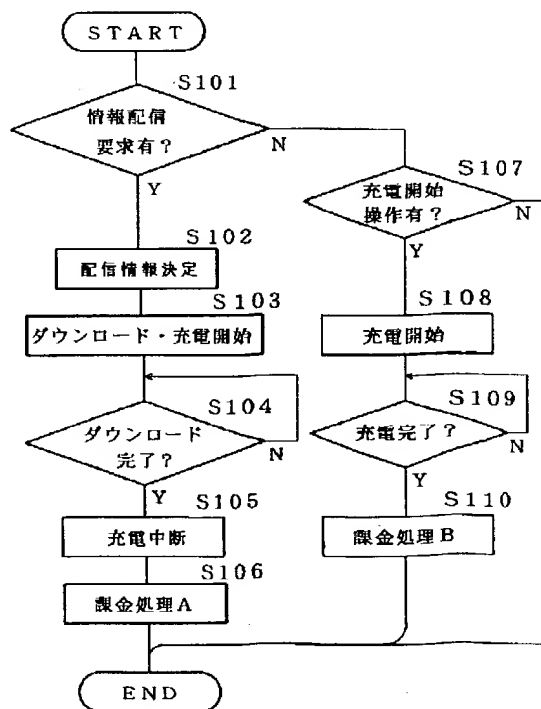 START
S101
情報配信
要求有？
N
Y
S107
充電開始
操作有？
N
Y
S102
配信情報決定
S103
ダウンロード・充電開始
S108
充電開始
S104
ダウンロード
完了？
N
Y
S109
充電完了？
N
Y
S105
充電中断
S110
課金処理B
S106
課金処理A
END